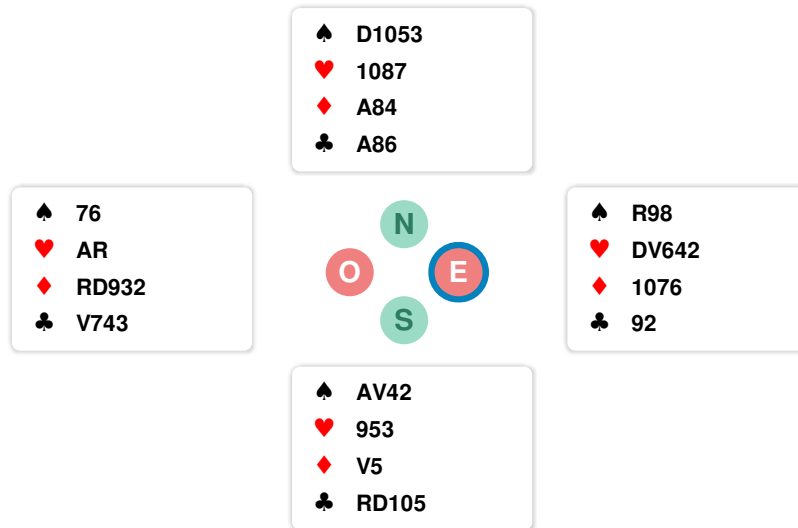 ♠ D1053
♥ 1087
♦ A84
♣ A86
♠ 76
♥ AR
♦ RD932
♣ V743
N
O E
S
♠ R98
♥ DV642
♦ 1076
♣ 92
♠ AV42
♥ 953
♦ V5
♣ RD105